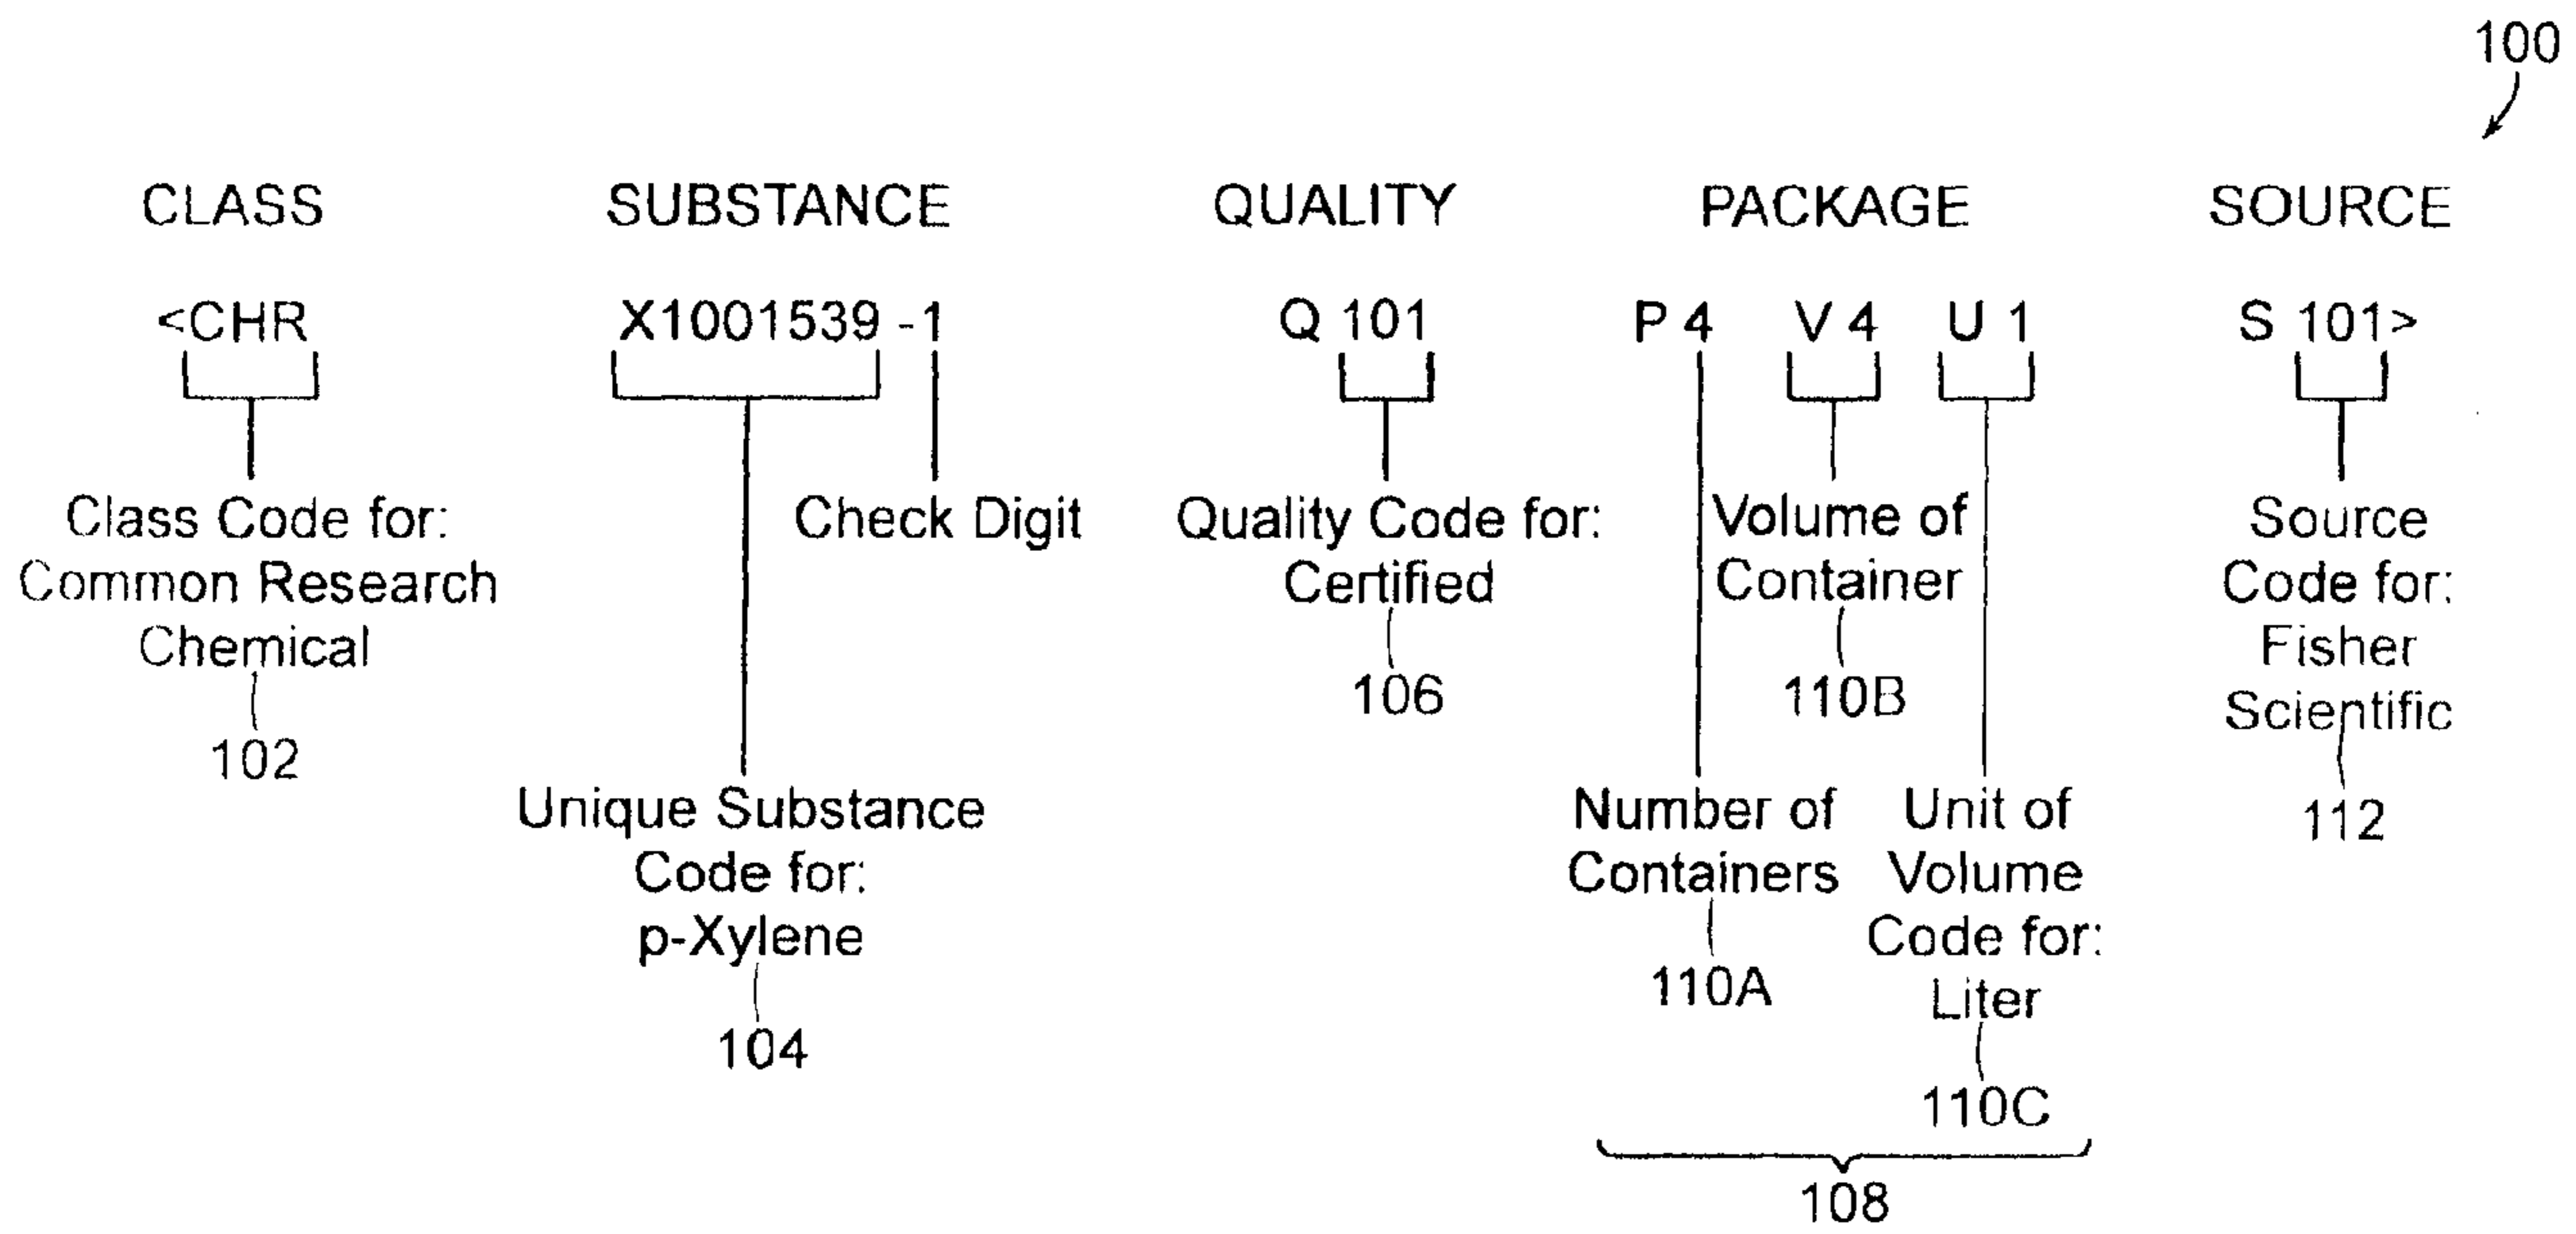 100
CLASS SUBSTANCE QUALITY PACKAGE SOURCE
<CHR X1001539 -1 Q 101 P 4 V 4 U 1 S 101>
Class Code for:
Common Research
Chemical
102
Unique Substance
Code for:
p-Xylene
104
Check Digit
Quality Code for:
Certified
106
Number of
Containers
110A
Volume of
Container
110B
Unit of
Volume
Code for:
Liter
110C
108
Source
Code for:
Fisher
Scientific
112